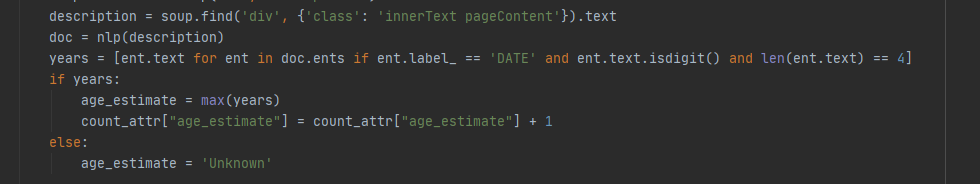 description = soup.find('div', {'class': 'innerText pageContent'}).text
doc = nlp(description)
years = [ent.text for ent in doc.ents if ent.label_ == 'DATE' and ent.text.isdigit() and len(ent.text) == 4]
if years:
    age_estimate = max(years)
    count_attr["age_estimate"] = count_attr["age_estimate"] + 1
else:
    age_estimate = 'Unknown'